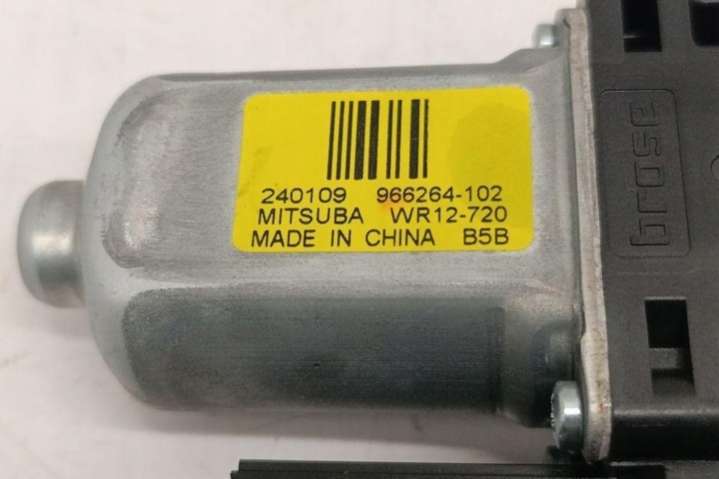 240109 966264-102
MITSUBA WR12-720
MADE IN CHINA B5B
brose